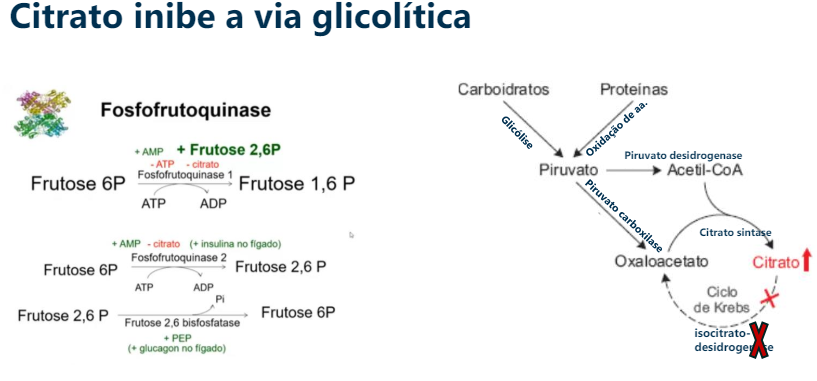 Citrato inibe a via glicolítica
Fosfofrutoquinase
+ AMP + Frutose 2,6P
- ATP - citrato
Frutose 6P Fosfofrutoquinase 1 Frutose 1,6 P
ATP ADP
+ AMP - citrato (+ insulina no fígado)
Frutose 6P Fosfofrutoquinase 2 Frutose 2,6 P
ATP ADP
Pi
Frutose 2,6 P Frutose 2,6 bisfosfatase Frutose 6P
+ PEP
(+ glucagon no fígado)
Carboidratos Proteínas
Glicólise Oxidação de aa.
Piruvato Piruvato desidrogenase Acetil-CoA
Piruvato carboxilase
Citrato sintase
Oxaloacetato Citrato
Ciclo
de Krebs
isocitrato-
desidrogenase